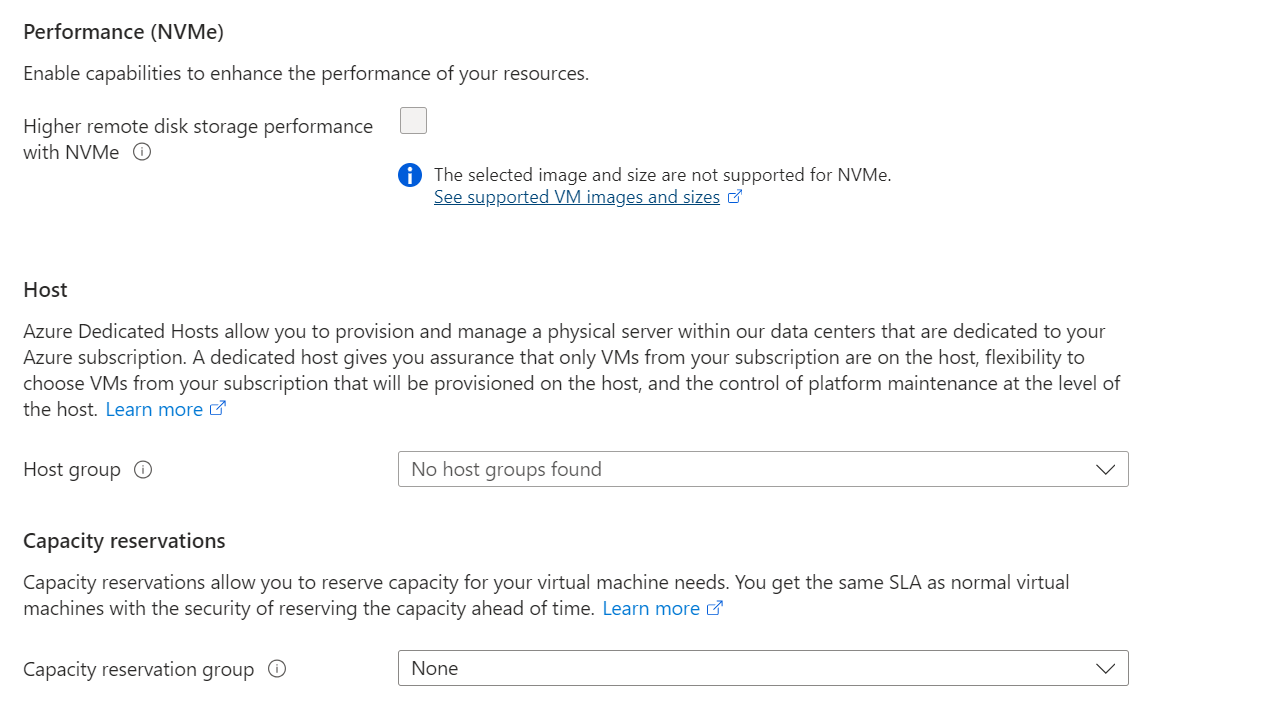 Performance (NVMe)
Enable capabilities to enhance the performance of your resources.
Higher remote disk storage performance
with NVMe
The selected image and size are not supported for NVMe.
See supported VM images and sizes
Host
Azure Dedicated Hosts allow you to provision and manage a physical server within our data centers that are dedicated to your
Azure subscription. A dedicated host gives you assurance that only VMs from your subscription are on the host, flexibility to
choose VMs from your subscription that will be provisioned on the host, and the control of platform maintenance at the level of
the host. Learn more
Host group
No host groups found
Capacity reservations
Capacity reservations allow you to reserve capacity for your virtual machine needs. You get the same SLA as normal virtual
machines with the security of reserving the capacity ahead of time. Learn more
Capacity reservation group
None